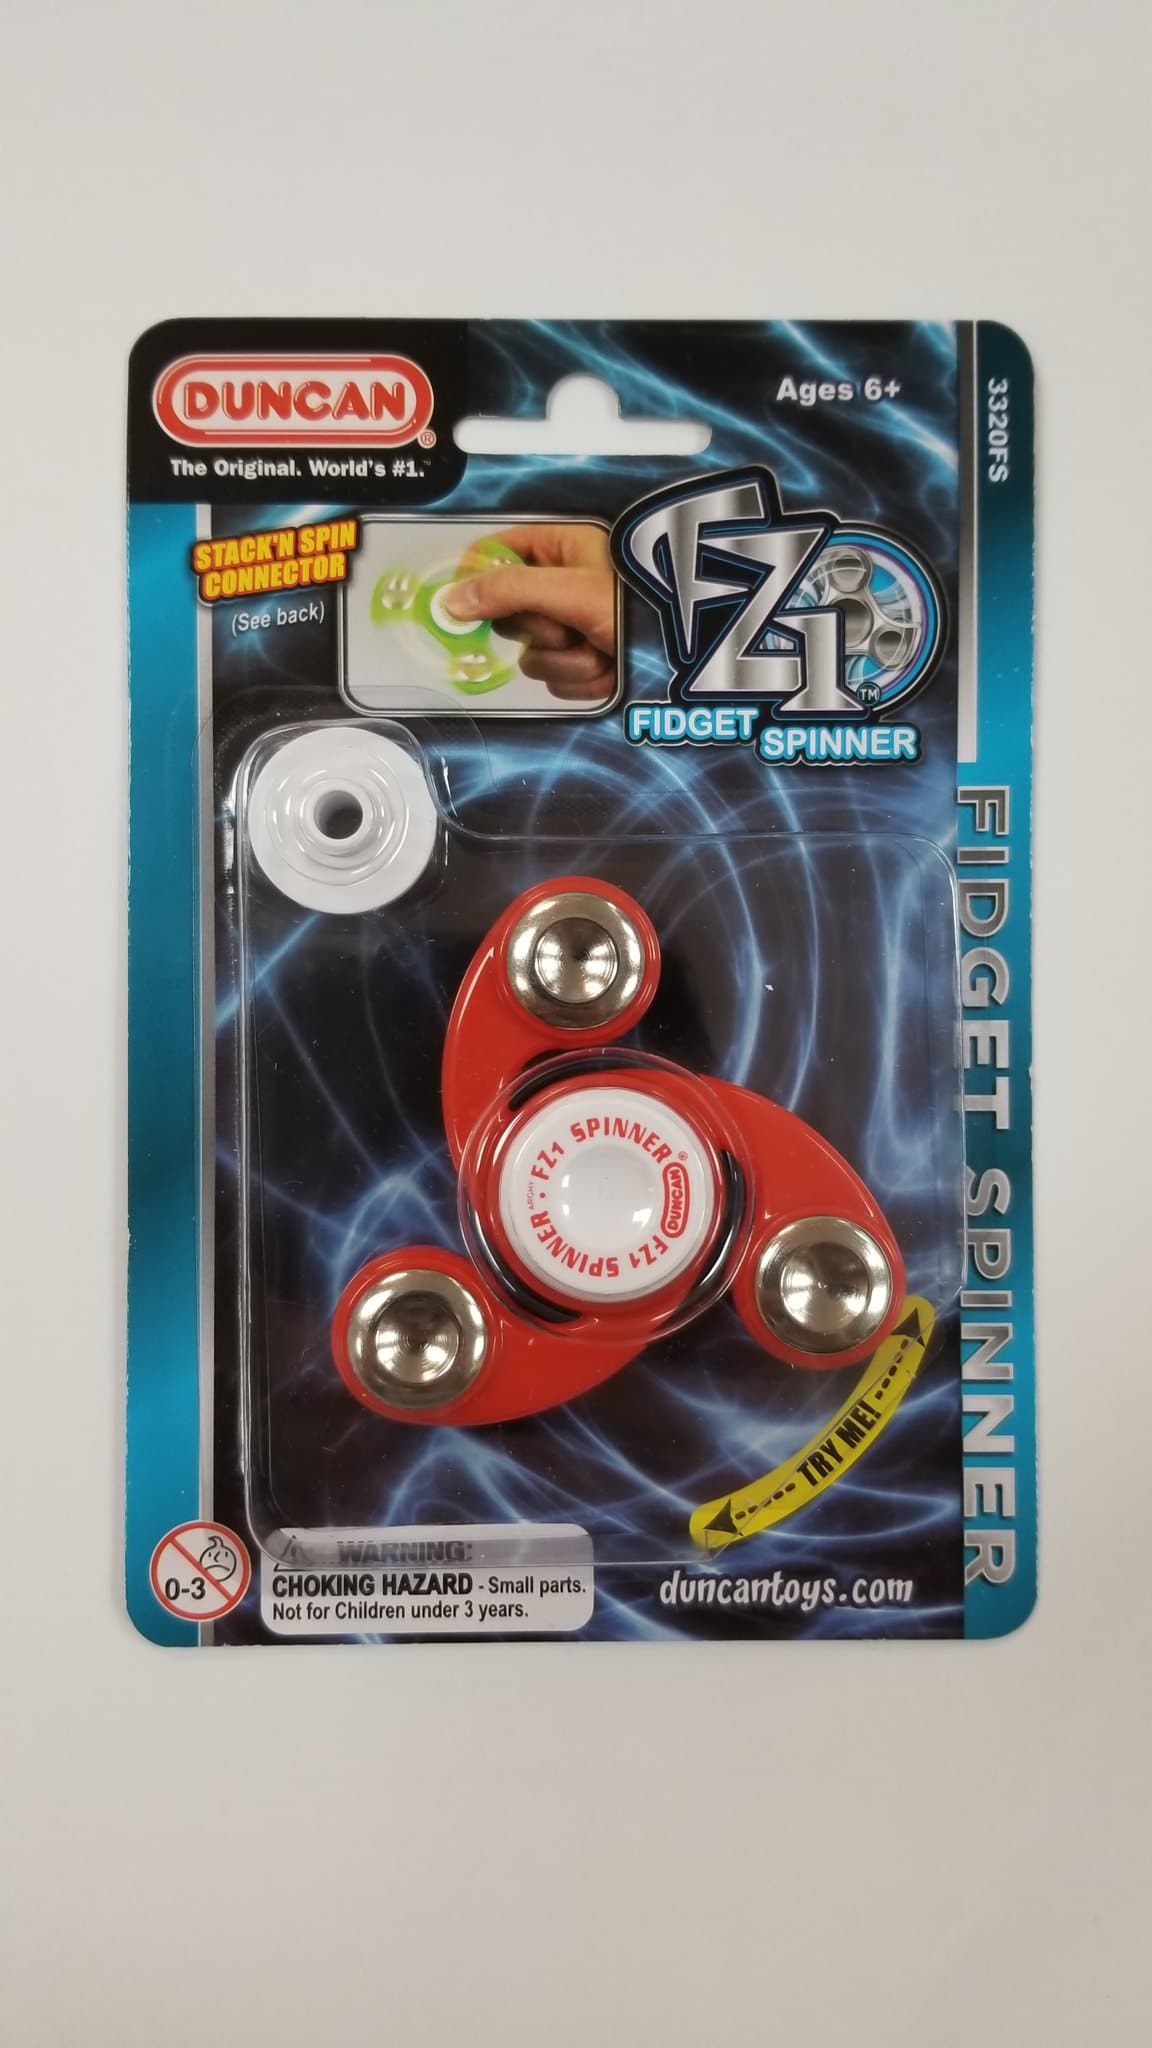 DUNCAN®
The Original. World's #1.™
Ages 6+
3320FS
STACK'N SPIN
CONNECTOR
(See back)
FZ1™
FIDGET
SPINNER
FIDGET SPINNER
FZ1 SPINNER DUNCAN® FZ1 SPINNER •
TRY ME!
0-3
WARNING:
CHOKING HAZARD - Small parts.
Not for Children under 3 years.
duncantoys.com